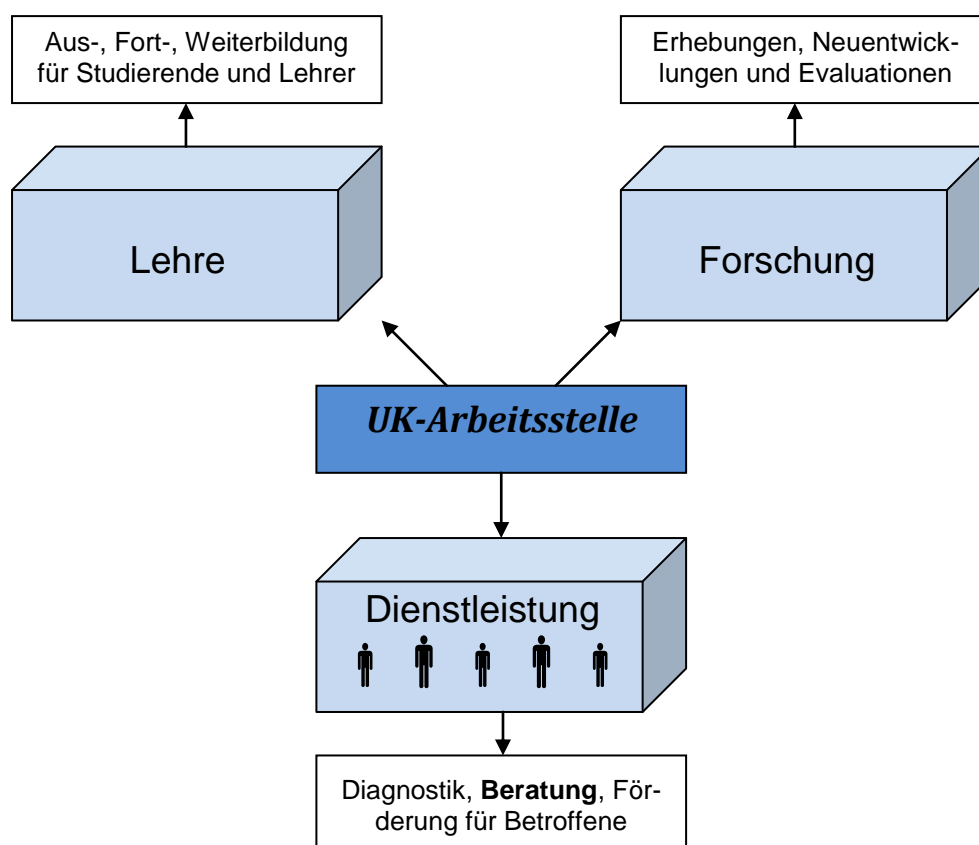 Aus-, Fort-, Weiterbildung
für Studierende und Lehrer
Erhebungen, Neuentwick-
lungen und Evaluationen
Lehre
Forschung
UK-Arbeitsstelle
Dienstleistung
Diagnostik, Beratung, För-
derung für Betroffene